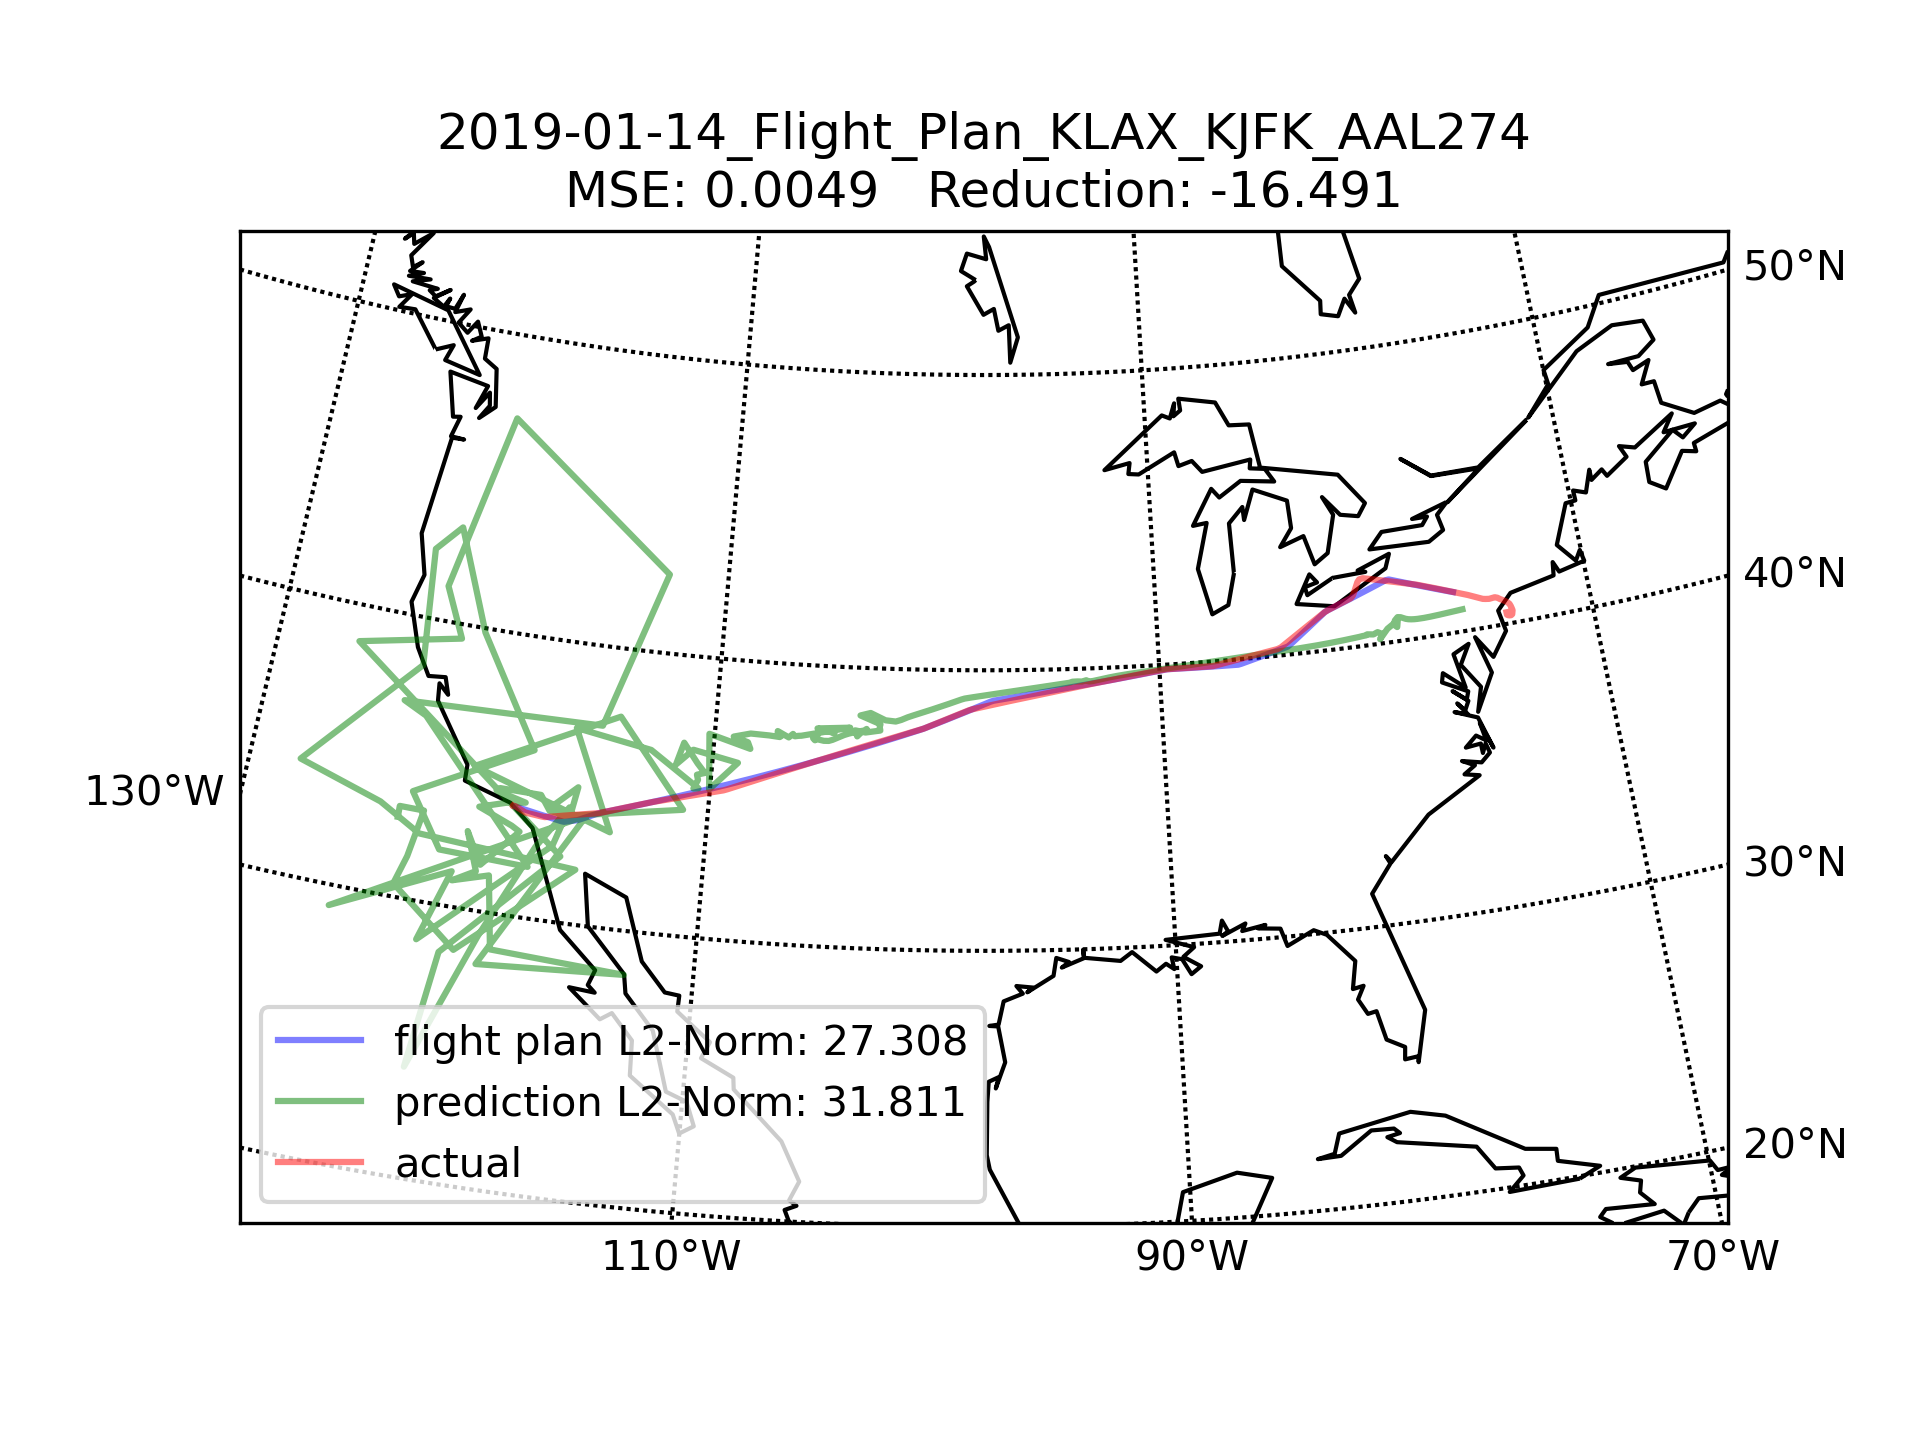 2019-01-14_Flight_Plan_KLAX_KJFK_AAL274
MSE: 0.0049   Reduction: -16.491
50°N
40°N
130°W
30°N
flight plan L2-Norm: 27.308
prediction L2-Norm: 31.811
20°N
actual
110°W
90°W
70°W